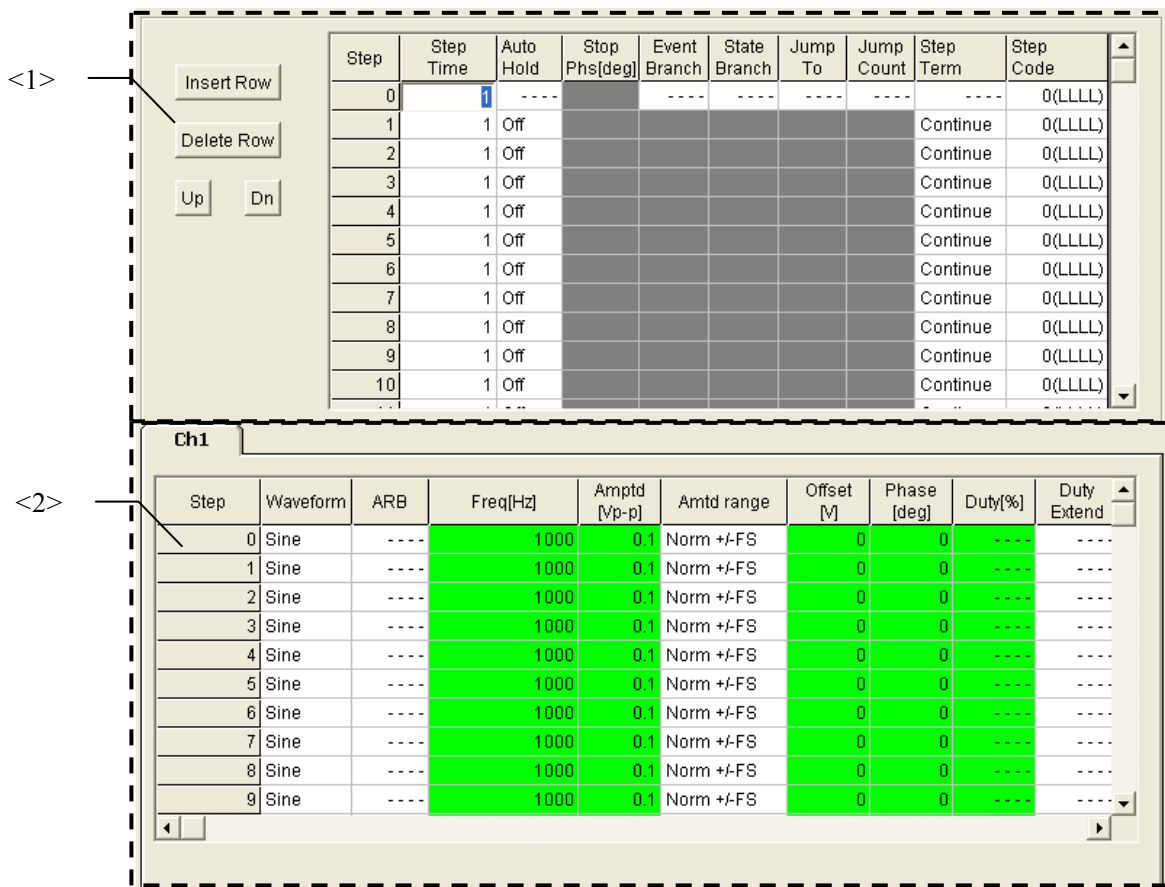 <1>
Insert Row
Delete Row
Up Dn
Step Step Time Auto Hold Stop Phs[deg] Event Branch State Branch Jump To Jump Count Step Term Step Code
0 1 ---- ---- ---- ---- ---- ---- 0(LLLL)
1 1 Off Continue 0(LLLL)
2 1 Off Continue 0(LLLL)
3 1 Off Continue 0(LLLL)
4 1 Off Continue 0(LLLL)
5 1 Off Continue 0(LLLL)
6 1 Off Continue 0(LLLL)
7 1 Off Continue 0(LLLL)
8 1 Off Continue 0(LLLL)
9 1 Off Continue 0(LLLL)
10 1 Off Continue 0(LLLL)
<2>
Ch1
Step Waveform ARB Freq[Hz] Amptd [Vp-p] Amtd range Offset [V] Phase [deg] Duty[%] Duty Extend
0 Sine ---- 1000 0.1 Norm +/-FS 0 0 ---- ----
1 Sine ---- 1000 0.1 Norm +/-FS 0 0 ---- ----
2 Sine ---- 1000 0.1 Norm +/-FS 0 0 ---- ----
3 Sine ---- 1000 0.1 Norm +/-FS 0 0 ---- ----
4 Sine ---- 1000 0.1 Norm +/-FS 0 0 ---- ----
5 Sine ---- 1000 0.1 Norm +/-FS 0 0 ---- ----
6 Sine ---- 1000 0.1 Norm +/-FS 0 0 ---- ----
7 Sine ---- 1000 0.1 Norm +/-FS 0 0 ---- ----
8 Sine ---- 1000 0.1 Norm +/-FS 0 0 ---- ----
9 Sine ---- 1000 0.1 Norm +/-FS 0 0 ---- ----